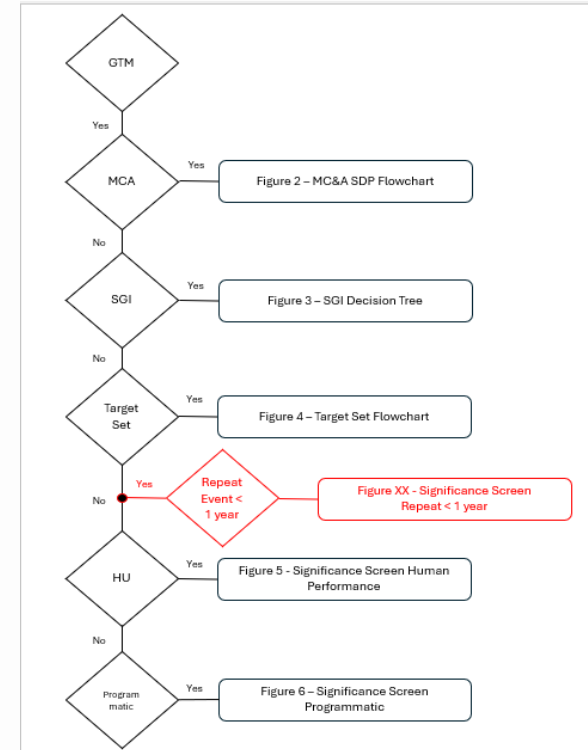 GTM
Yes
MCA
Yes
Figure 2 – MC&A SDP Flowchart
No
SGI
Yes
Figure 3 – SGI Decision Tree
No
Target
Set
Yes
Figure 4 – Target Set Flowchart
No
Yes
Repeat
Event <
1 year
Figure XX - Significance Screen
Repeat < 1 year
HU
Yes
Figure 5 - Significance Screen Human
Performance
No
Program
matic
Yes
Figure 6 – Significance Screen
Programmatic